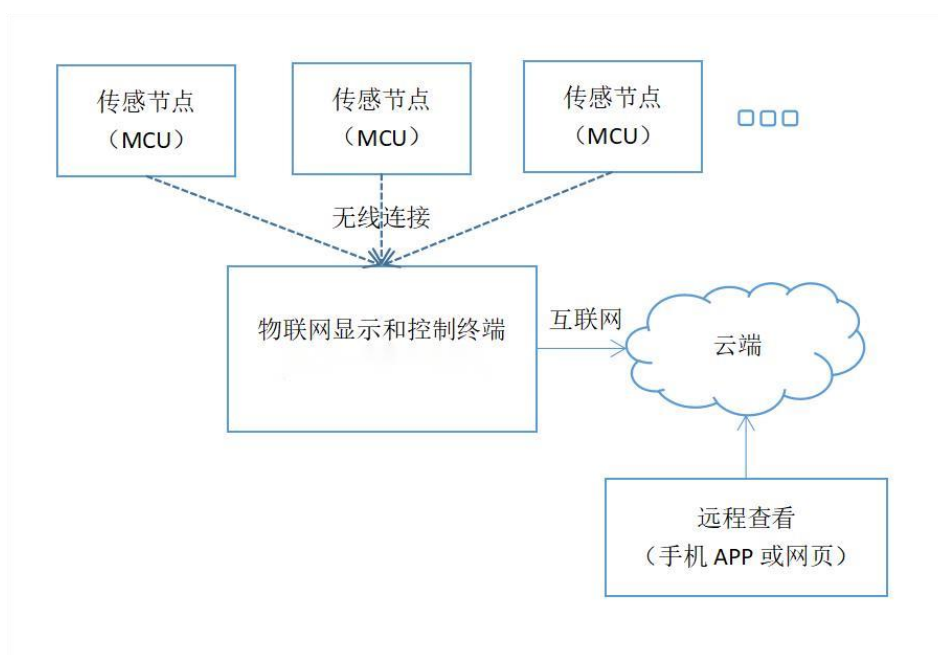 传感节点
（MCU）
传感节点
（MCU）
传感节点
（MCU）
无线连接
物联网显示和控制终端
互联网
云端
远程查看
（手机 APP 或网页）